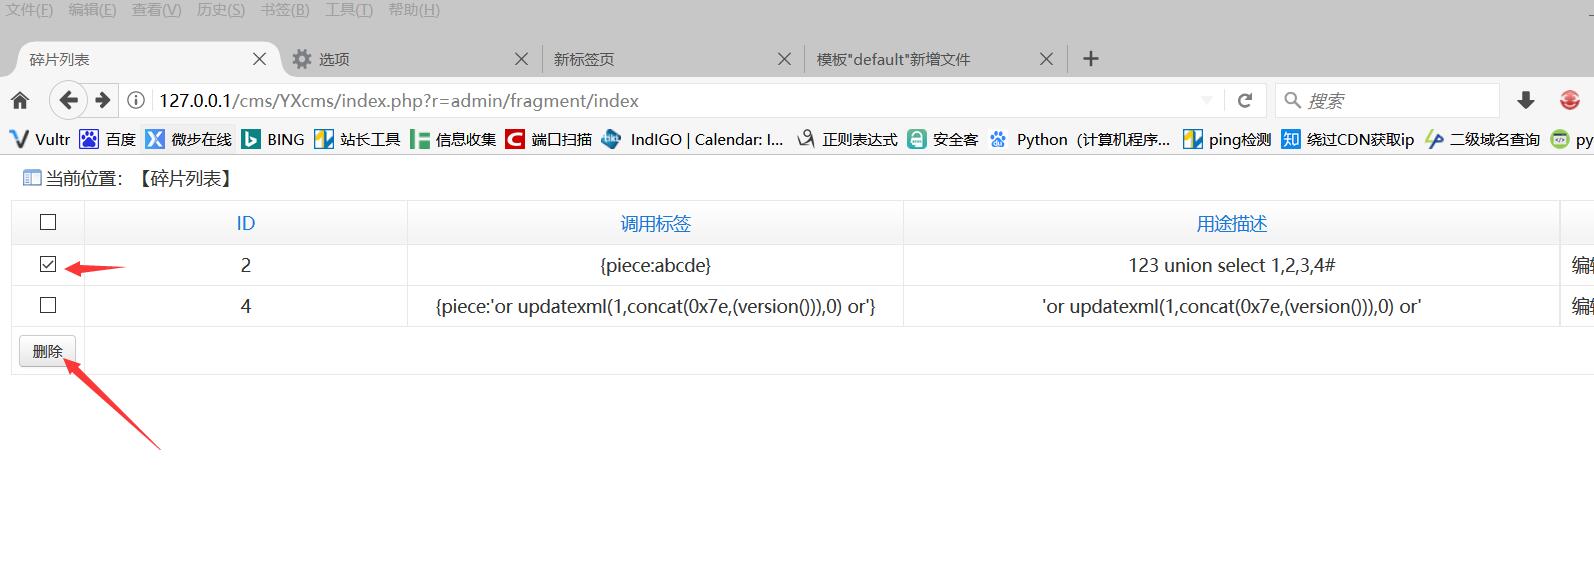 文件(F) 编辑(E) 查看(V) 历史(S) 书签(B) 工具(T) 帮助(H)
碎片列表 选项 新标签页 模板"default"新增文件
127.0.0.1/cms/YXcms/index.php?r=admin/fragment/index 搜索
Vultr 百度 微步在线 BING 站长工具 信息收集 端口扫描 IndIGO | Calendar: I... 正则表达式 安全客 Python（计算机程序... ping检测 绕过CDN获取ip 二级域名查询 py
当前位置：【碎片列表】
ID 调用标签 用途描述
2 {piece:abcde} 123 union select 1,2,3,4# 编
4 {piece:'or updatexml(1,concat(0x7e,(version())),0) or'} 'or updatexml(1,concat(0x7e,(version())),0) or' 编
删除